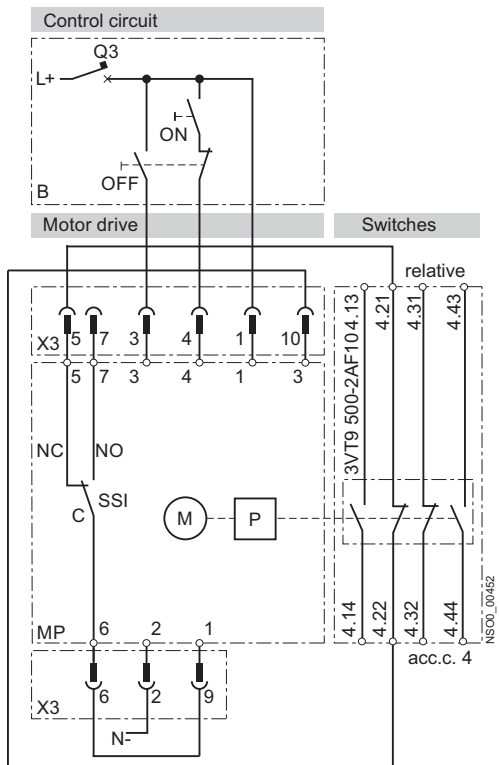 Control circuit
Q3
L+
ON
OFF
B
Motor drive
Switches
relative
3VT9 500-2AF10 4.13
4.21
4.31
4.43
X3 5 7 3 4 1 10
5 7 3 4 1 3
NC NO
SSI
C
M
P
MP 6 2 1
4.14
4.22
4.32
4.44
NSO0_00452
acc.c. 4
X3 6 2 9
N-